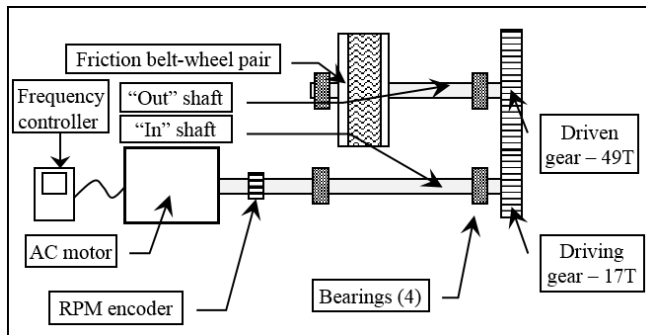 Friction belt-wheel pair
Frequency
controller
“Out” shaft
“In” shaft
Driven
gear – 49T
AC motor
RPM encoder
Bearings (4)
Driving
gear – 17T